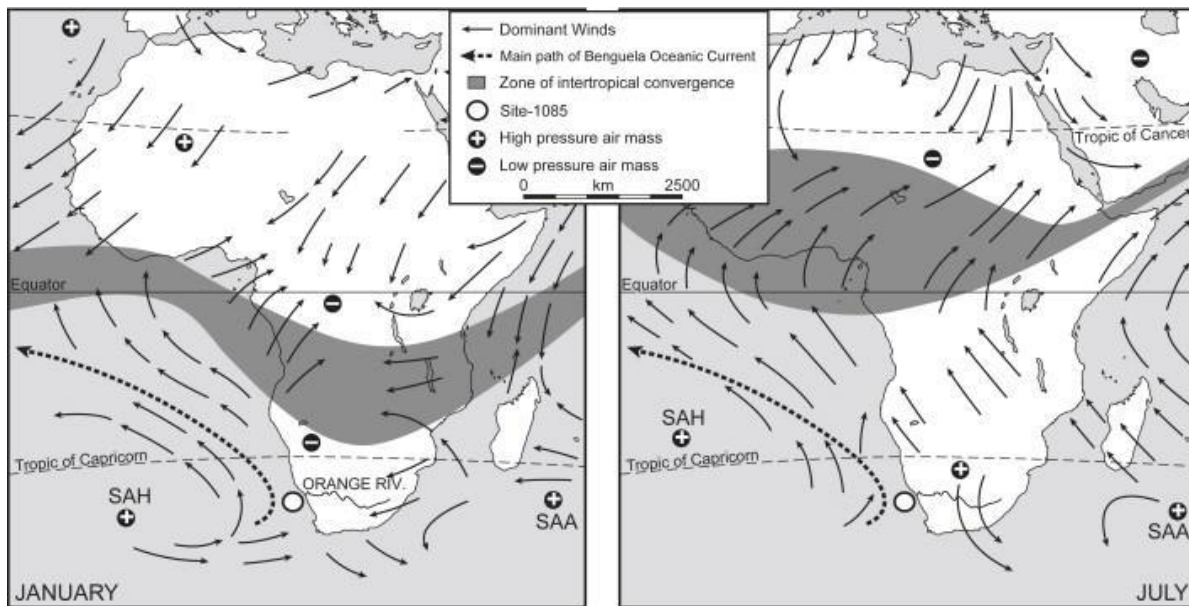 Dominant Winds
Main path of Benguela Oceanic Current
Zone of intertropical convergence
Site-1085
High pressure air mass
Low pressure air mass
0 km 2500
Equator
Tropic of Capricorn
ORANGE RIV.
SAH
SAA
JANUARY
Tropic of Cancer
Equator
SAH
Tropic of Capricorn
SAA
JULY